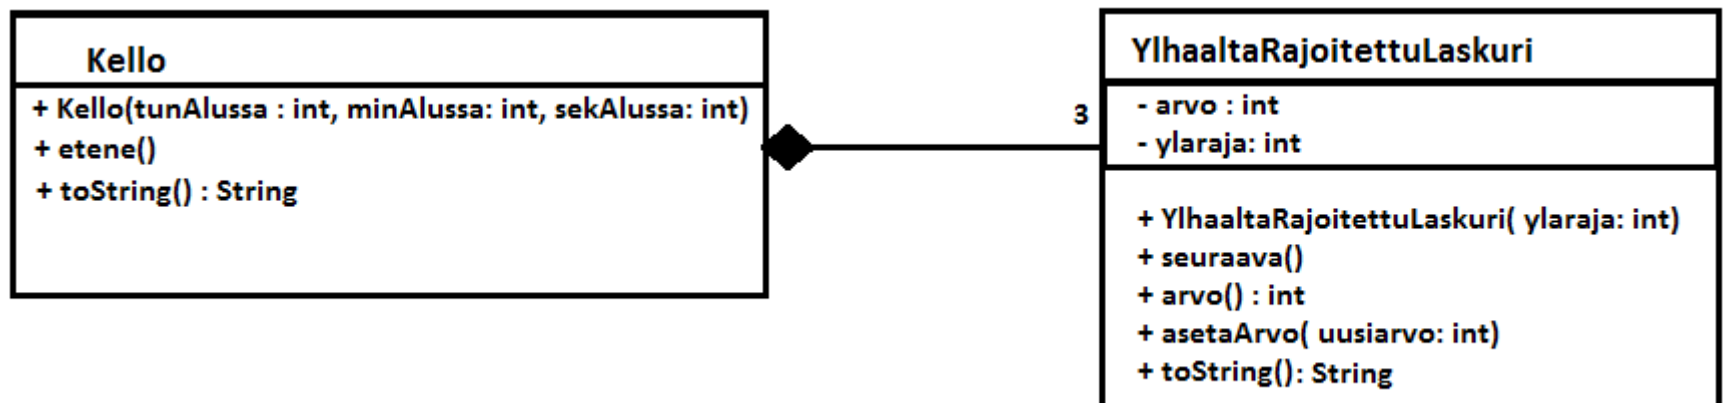 Kello
+ Kello(tunAlussa : int, minAlussa: int, sekAlussa: int)
+ etene()
+ toString() : String
3
YlhaaltaRajoitettuLaskuri
- arvo : int
- ylaraja: int
+ YlhaaltaRajoitettuLaskuri( ylaraja: int)
+ seuraava()
+ arvo() : int
+ asetaArvo( uusiarvo: int)
+ toString(): String